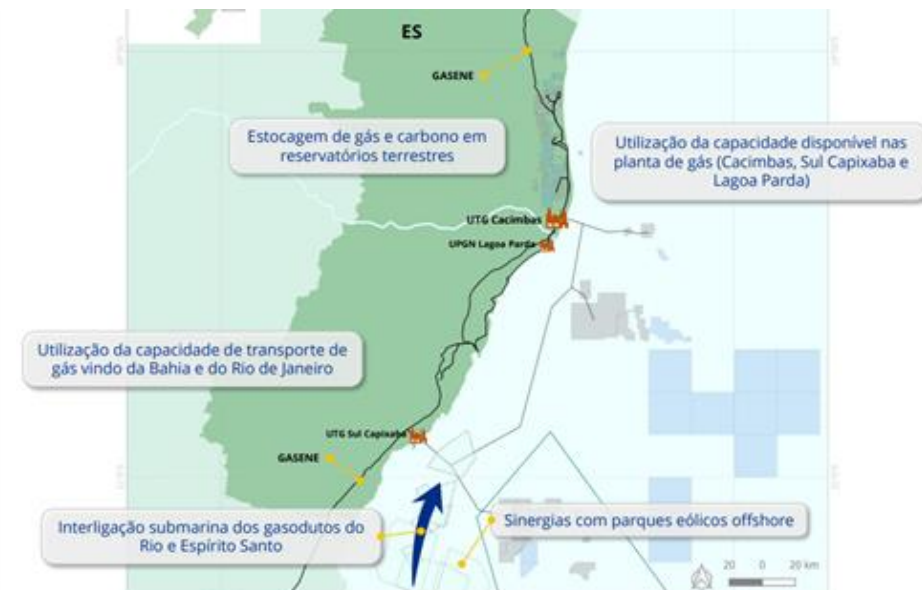 ES
GASENE
Estocagem de gás e carbono em
reservatórios terrestres
Utilização da capacidade disponível nas
planta de gás (Cacimbas, Sul Capixaba e
Lagoa Parda)
UTG Cacimbas
UPGN Lagoa Parda
Utilização da capacidade de transporte de
gás vindo da Bahia e do Rio de Janeiro
UTG Sul Capixaba
GASENE
Interligação submarina dos gasodutos do
Rio e Espírito Santo
Sinergias com parques eólicos offshore
20 0 20 km